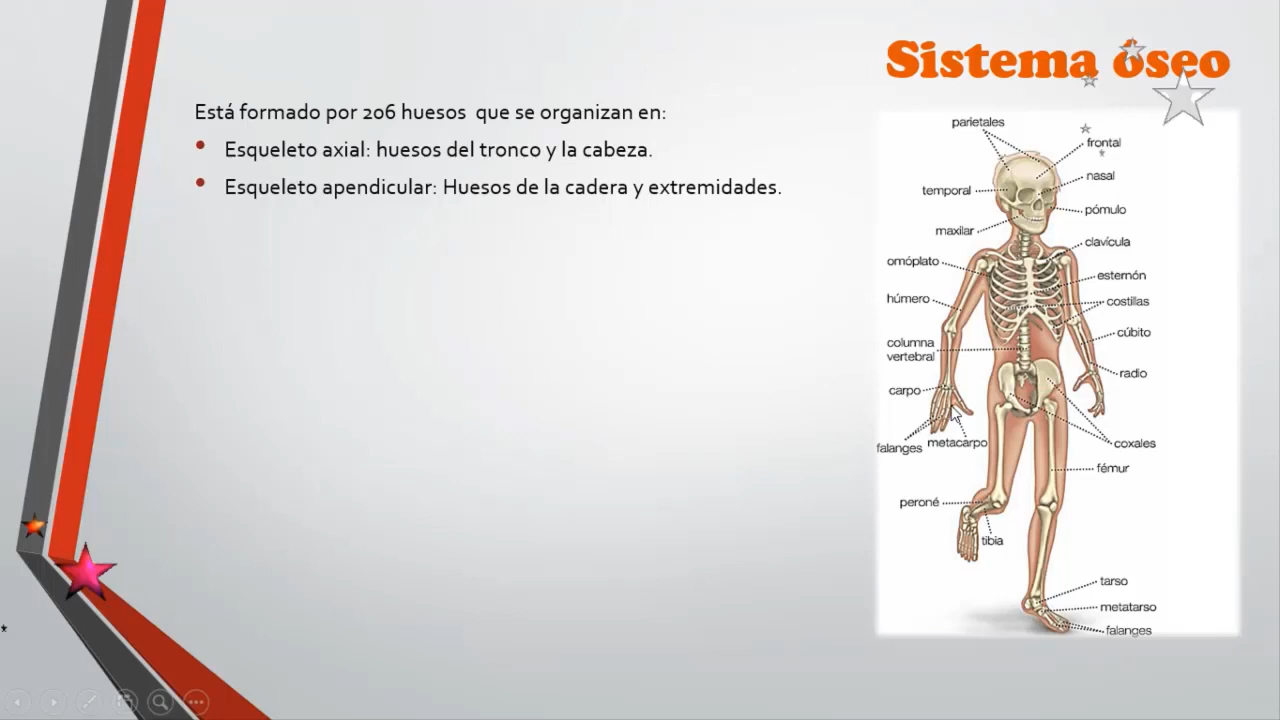 Sistema óseo
Está formado por 206 huesos que se organizan en:
• Esqueleto axial: huesos del tronco y la cabeza.
• Esqueleto apendicular: Huesos de la cadera y extremidades.
parietales
frontal
nasal
temporal
pómulo
maxilar
clavícula
omóplato
esternón
húmero
costillas
cúbito
columna
vertebral
radio
carpo
falanges
metacarpo
coxales
fémur
peroné
tibia
tarso
metatarso
falanges